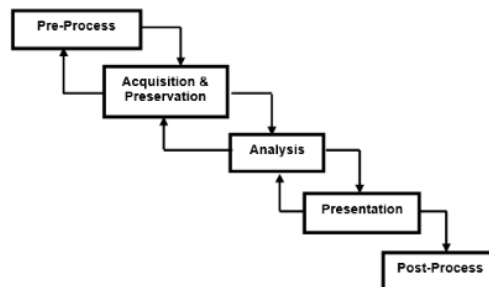 Pre-Process
Acquisition &
Preservation
Analysis
Presentation
Post-Process